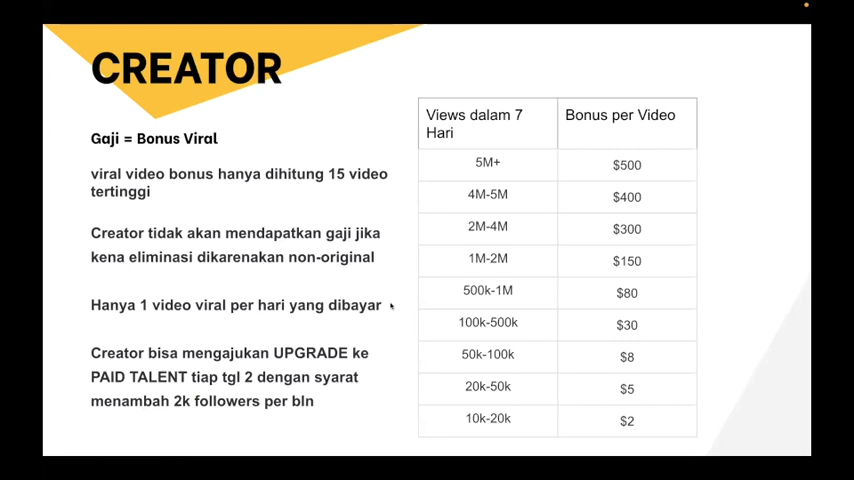 CREATOR
Gaji = Bonus Viral
viral video bonus hanya dihitung 15 video
tertinggi
Creator tidak akan mendapatkan gaji jika
kena eliminasi dikarenakan non-original
Hanya 1 video viral per hari yang dibayar
Creator bisa mengajukan UPGRADE ke
PAID TALENT tiap tgl 2 dengan syarat
menambah 2k followers per bln
Views dalam 7 Hari Bonus per Video
5M+ $500
4M-5M $400
2M-4M $300
1M-2M $150
500k-1M $80
100k-500k $30
50k-100k $8
20k-50k $5
10k-20k $2